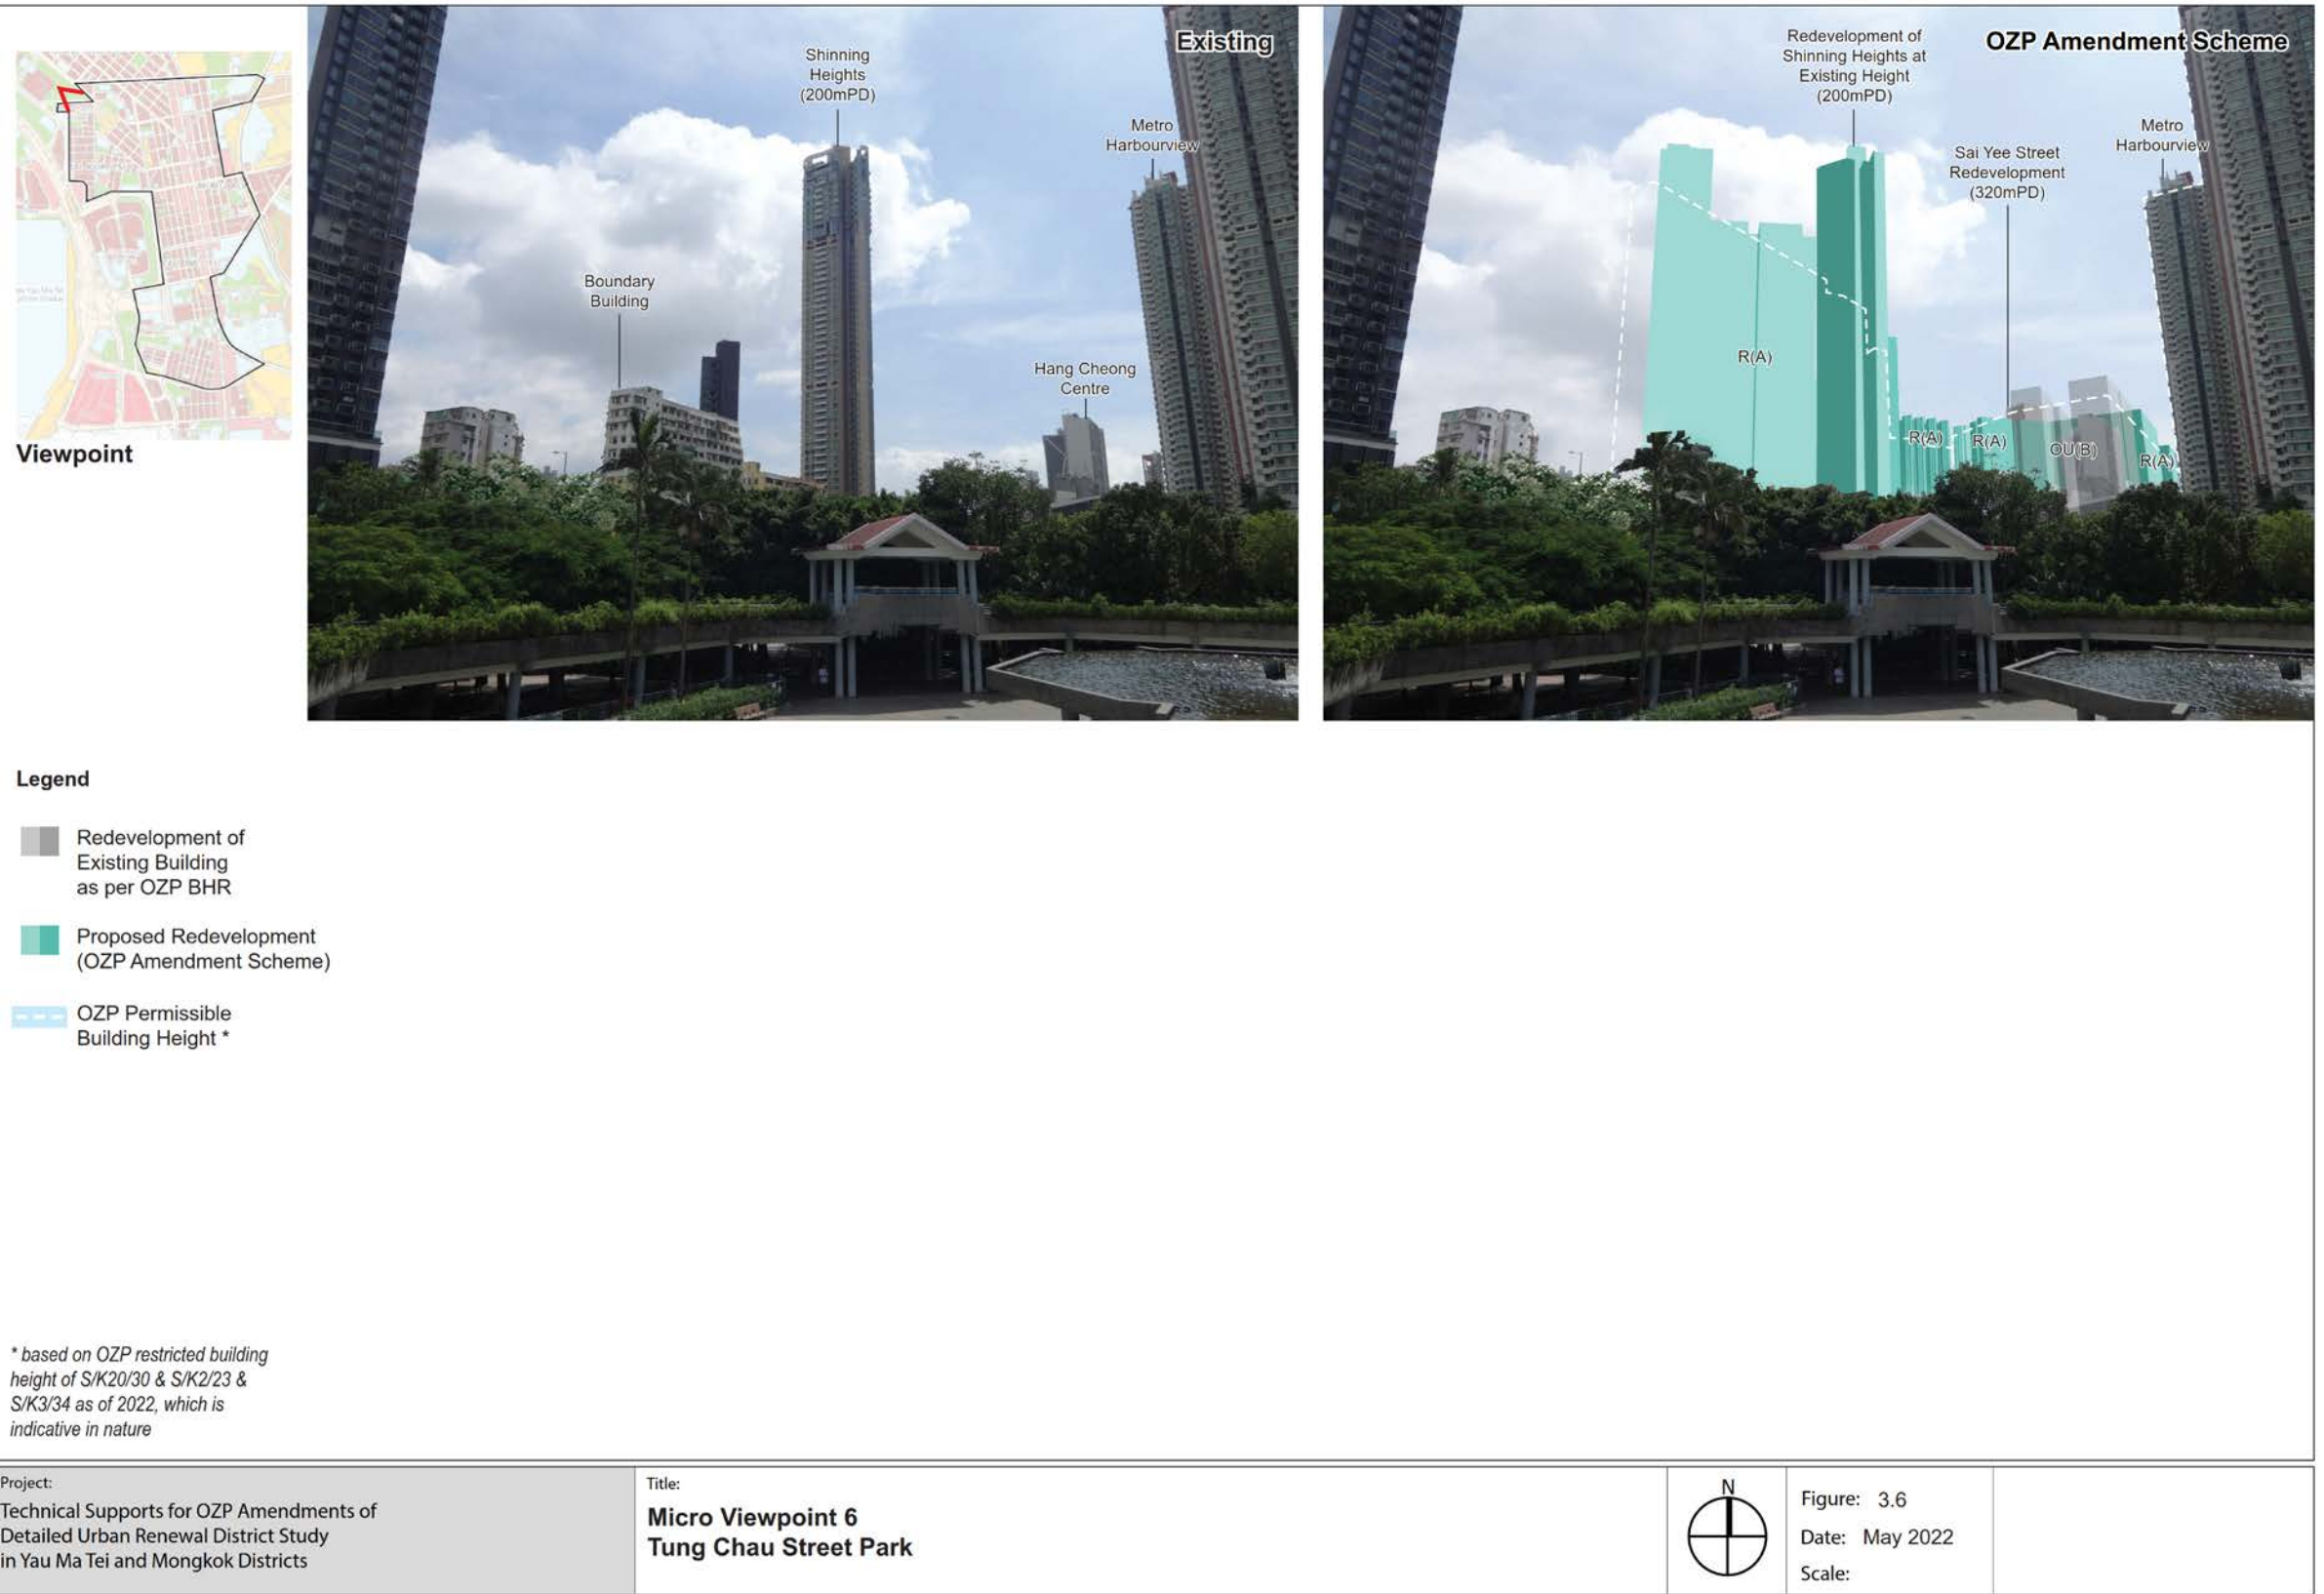 Existing
Shinning
Heights
(200mPD)
Metro
Harbourview
Boundary
Building
Hang Cheong
Centre
OZP Amendment Scheme
Redevelopment of
Shinning Heights at
Existing Height
(200mPD)
Metro
Harbourview
Sai Yee Street
Redevelopment
(320mPD)
R(A)
R(A)
R(A)
OU(B)
R(A)
Viewpoint
Legend
Redevelopment of
Existing Building
as per OZP BHR
Proposed Redevelopment
(OZP Amendment Scheme)
OZP Permissible
Building Height *
* based on OZP restricted building
height of S/K20/30 & S/K2/23 &
S/K3/34 as of 2022, which is
indicative in nature
Project:
Technical Supports for OZP Amendments of
Detailed Urban Renewal District Study
in Yau Ma Tei and Mongkok Districts
Title:
Micro Viewpoint 6
Tung Chau Street Park
N
Figure: 3.6
Date: May 2022
Scale: